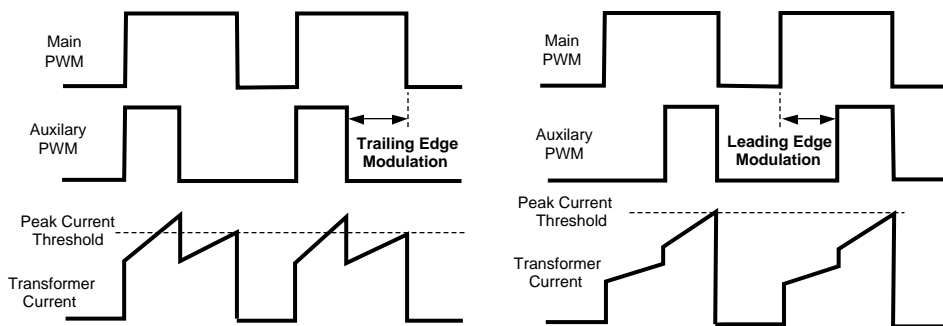 Main
PWM
Auxilary
PWM
Trailing Edge
Modulation
Peak Current
Threshold
Transformer
Current
Main
PWM
Auxilary
PWM
Leading Edge
Modulation
Peak Current
Threshold
Transformer
Current